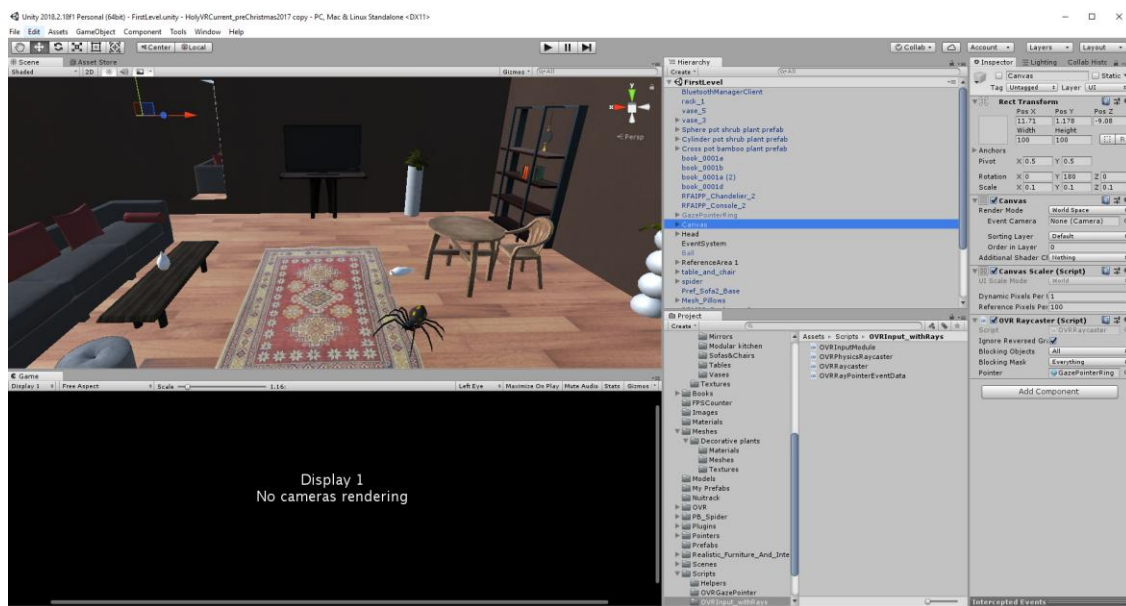 Unity 2018.2.18f1 Personal (64bit) - FirstLevel.unity - HolyVRCurrent_preChristmas2017 copy - PC, Mac & Linux Standalone <DX11>
File Edit Assets GameObject Component Tools Window Help
Center Local
Collab Account Layers Layout
Scene Asset Store
Shaded 2D Gizmos All
Persp
Game
Display 1 Free Aspect Scale 1.16: Left Eye Maximize On Play Mute Audio Stats Gizmos
Display 1
No cameras rendering
Hierarchy
Create All
FirstLevel
BluetoothManagerClient
rack_1
vase_5
vase_3
Sphere pot shrub plant prefab
Cylinder pot shrub plant prefab
Cross pot bamboo plant prefab
book_0001a
book_0001b
book_0001a (2)
book_0001d
RFAIPP_Chandelier_2
RFAIPP_Console_2
GazePointerRing
Canvas
Head
EventSystem
Ball
ReferenceArea 1
table_and_chair
spider
Pref_Sofa2_Base
Mesh_Pillows
Project
Create
Mirrors
Modular kitchen
Sofas&Chairs
Tables
Vases
Textures
Books
FPSCounter
Images
Materials
Meshes
Decorative plants
Materials
Meshes
Textures
Models
My Prefabs
Nuitrack
OVR
PB_Spider
Plugins
Pointers
Prefabs
Realistic_Furniture_And_Inte
Scenes
Scripts
Helpers
OVRGazePointer
OVRInput_withRays
Assets Scripts OVRInput_withRays
OVRInputModule
OVRPhysicsRaycaster
OVRRaycaster
OVRRayPointerEventData
Inspector Lighting Collab Histo
Canvas Static
Tag Untagged Layer UI
Rect Transform
Pos X Pos Y Pos Z
11.71 1.178 -9.08
Width Height
100 100 R
Anchors
Pivot X 0.5 Y 0.5
Rotation X 0 Y 180 Z 0
Scale X 0.1 Y 0.1 Z 0.1
Canvas
Render Mode World Space
Event Camera None (Camera)
Sorting Layer Default
Order in Layer 0
Additional Shader Cl Nothing
Canvas Scaler (Script)
UI Scale Mode World
Dynamic Pixels Per 1
Reference Pixels Per 100
OVR Raycaster (Script)
Script OVRRaycaster
Ignore Reversed Gra
Blocking Objects All
Blocking Mask Everything
Pointer GazePointerRing
Add Component
Intercepted Events